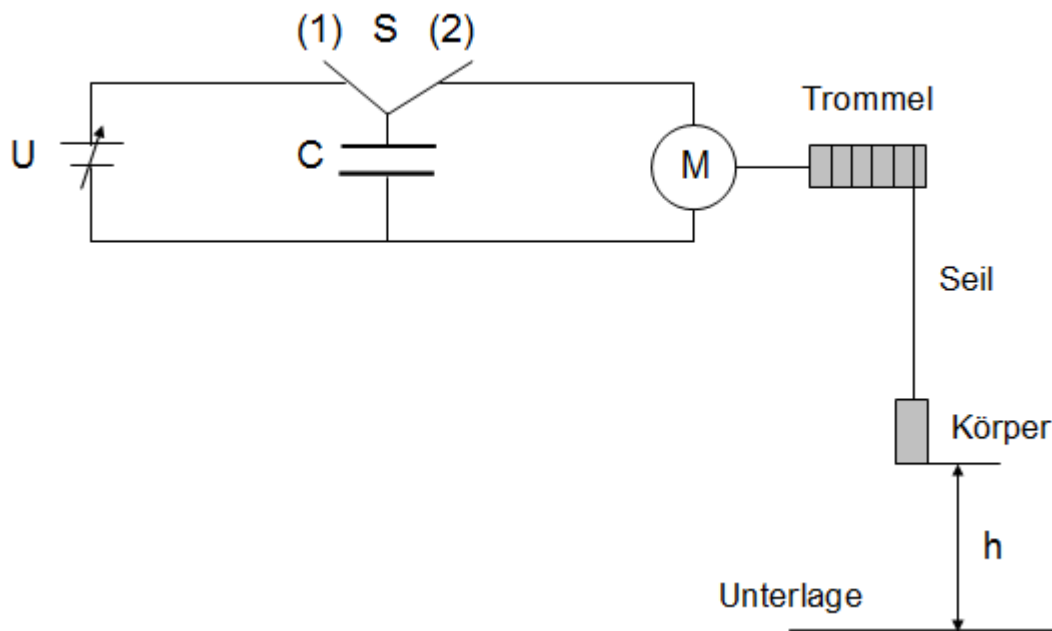 (1) S (2)
Trommel
U
C
M
Seil
Körper
h
Unterlage